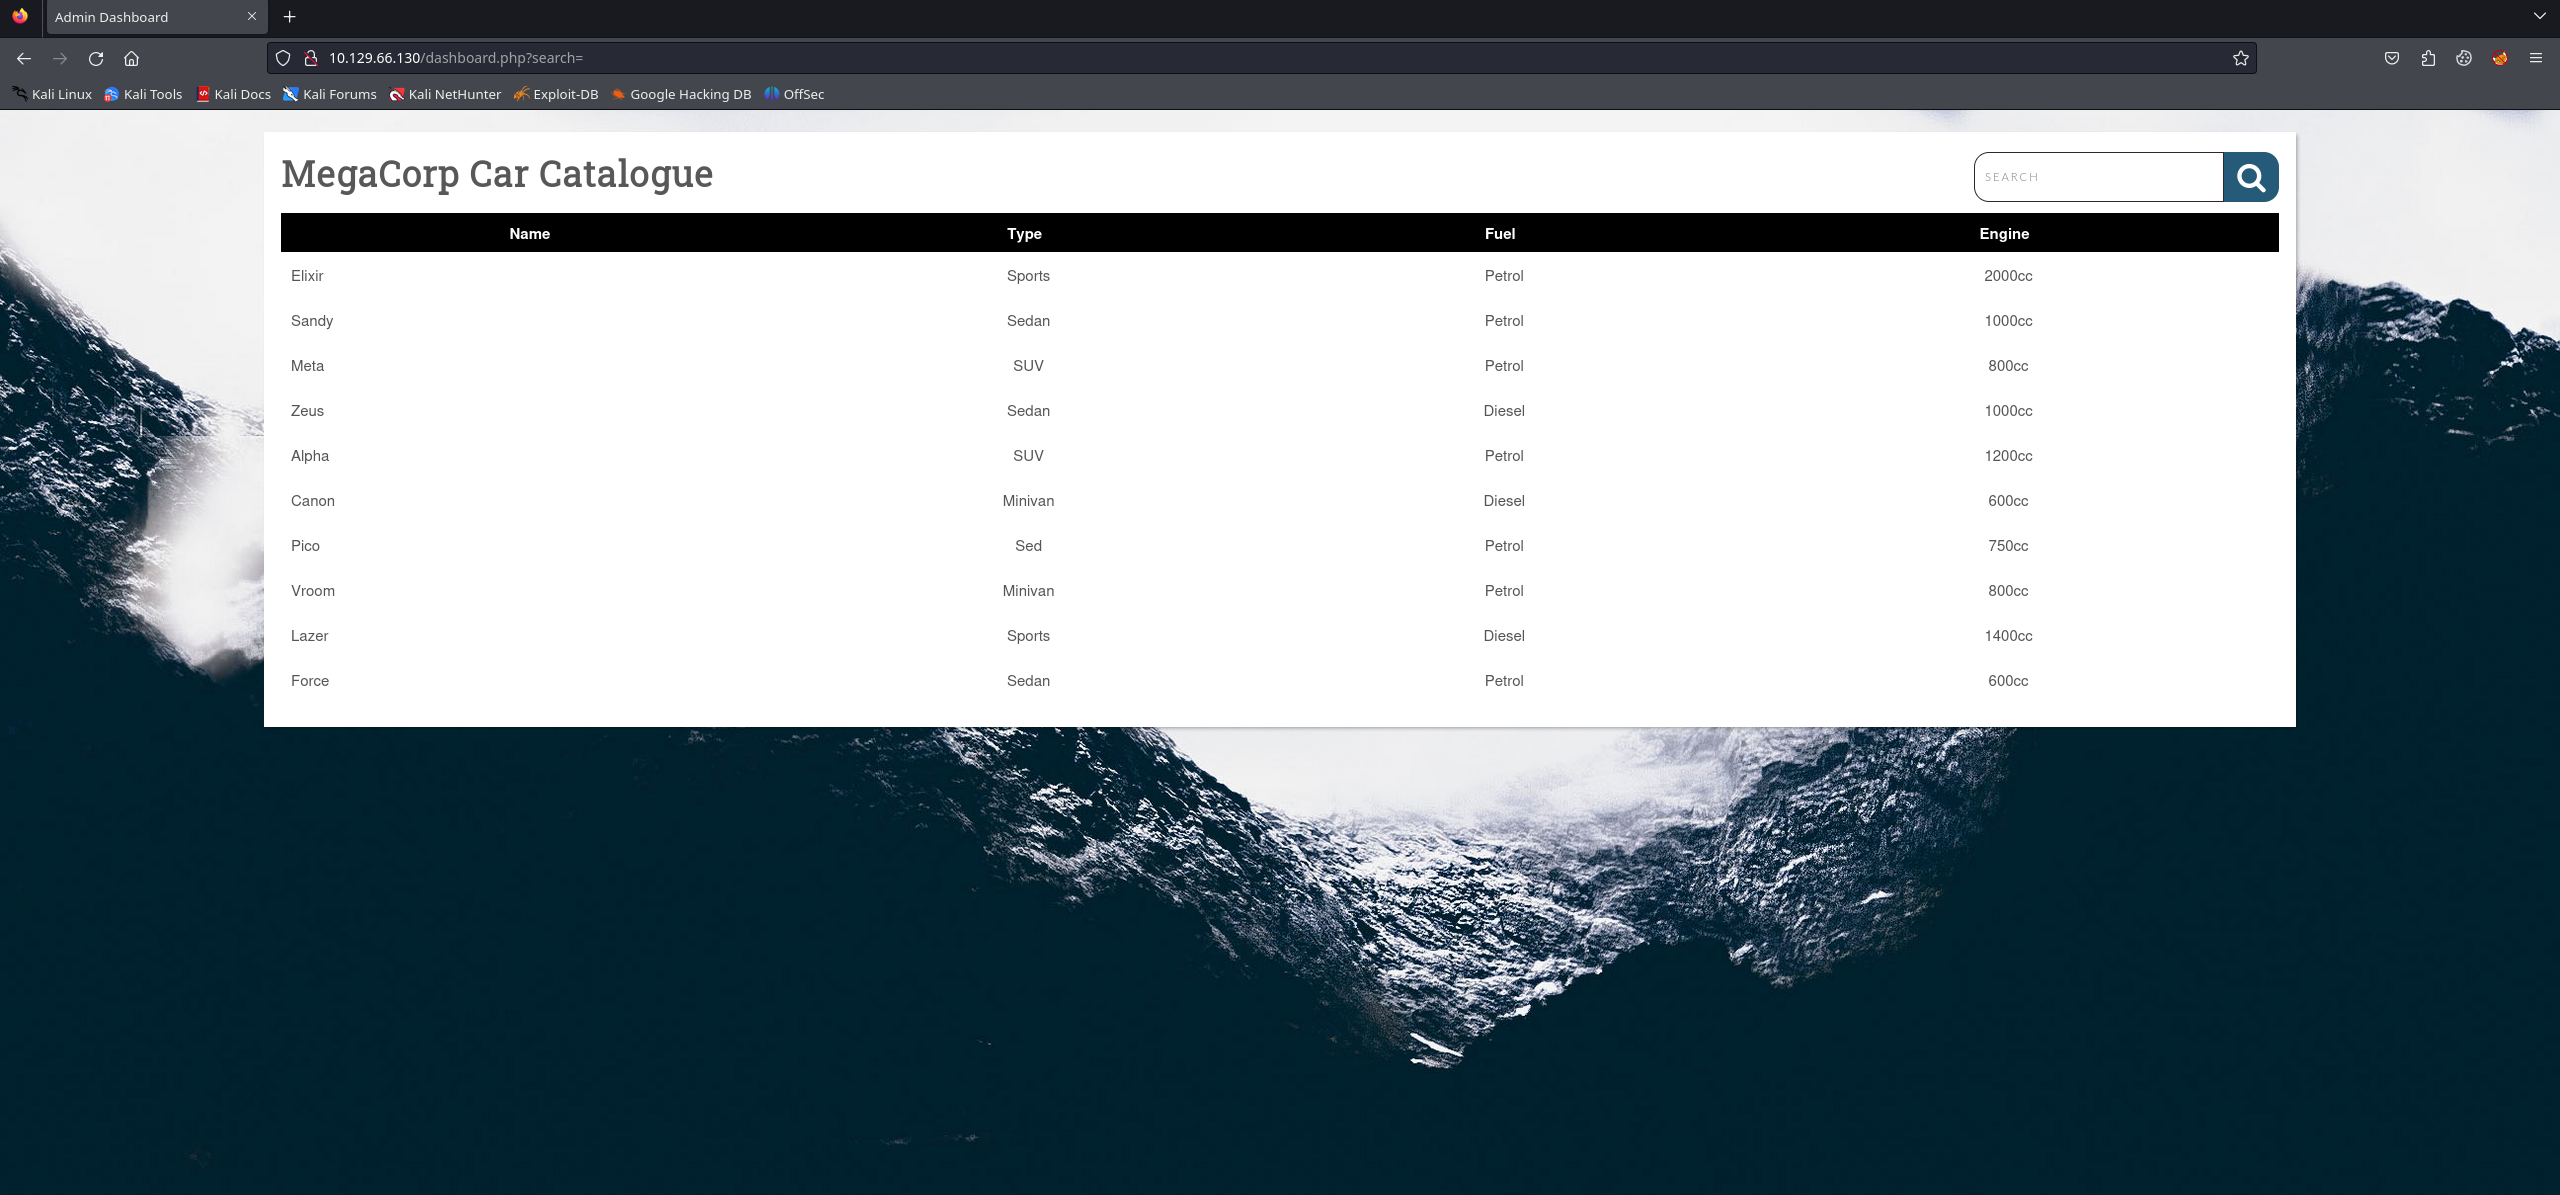 Admin Dashboard
10.129.66.130/dashboard.php?search=
Kali Linux Kali Tools Kali Docs Kali Forums Kali NetHunter Exploit-DB Google Hacking DB OffSec
MegaCorp Car Catalogue
SEARCH
Name Type Fuel Engine
Elixir Sports Petrol 2000cc
Sandy Sedan Petrol 1000cc
Meta SUV Petrol 800cc
Zeus Sedan Diesel 1000cc
Alpha SUV Petrol 1200cc
Canon Minivan Diesel 600cc
Pico Sed Petrol 750cc
Vroom Minivan Petrol 800cc
Lazer Sports Diesel 1400cc
Force Sedan Petrol 600cc